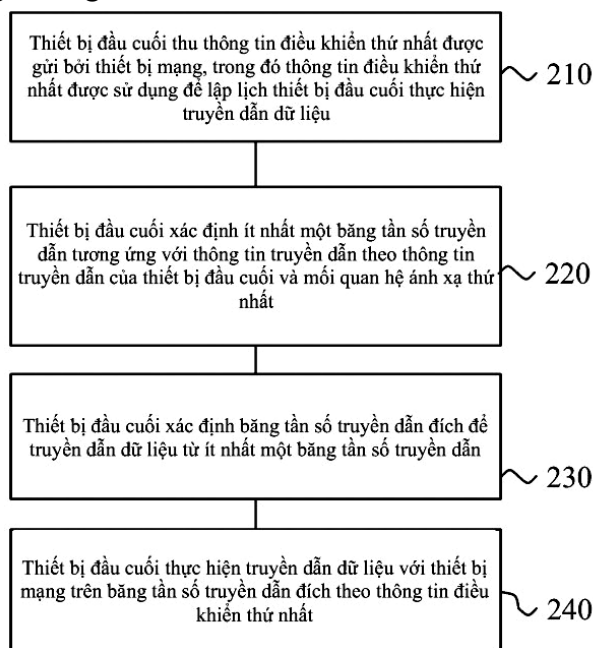 Thiết bị đầu cuối thu thông tin điều khiển thứ nhất được
gửi bởi thiết bị mạng, trong đó thông tin điều khiển thứ
nhất được sử dụng để lập lịch thiết bị đầu cuối thực hiện
truyền dẫn dữ liệu
210
Thiết bị đầu cuối xác định ít nhất một băng tần số truyền
dẫn tương ứng với thông tin truyền dẫn theo thông tin
truyền dẫn của thiết bị đầu cuối và mối quan hệ ánh xạ thứ
nhất
220
Thiết bị đầu cuối xác định băng tần số truyền dẫn đích để
truyền dẫn dữ liệu từ ít nhất một băng tần số truyền dẫn
230
Thiết bị đầu cuối thực hiện truyền dẫn dữ liệu với thiết bị
mạng trên băng tần số truyền dẫn đích theo thông tin điều
khiển thứ nhất
240